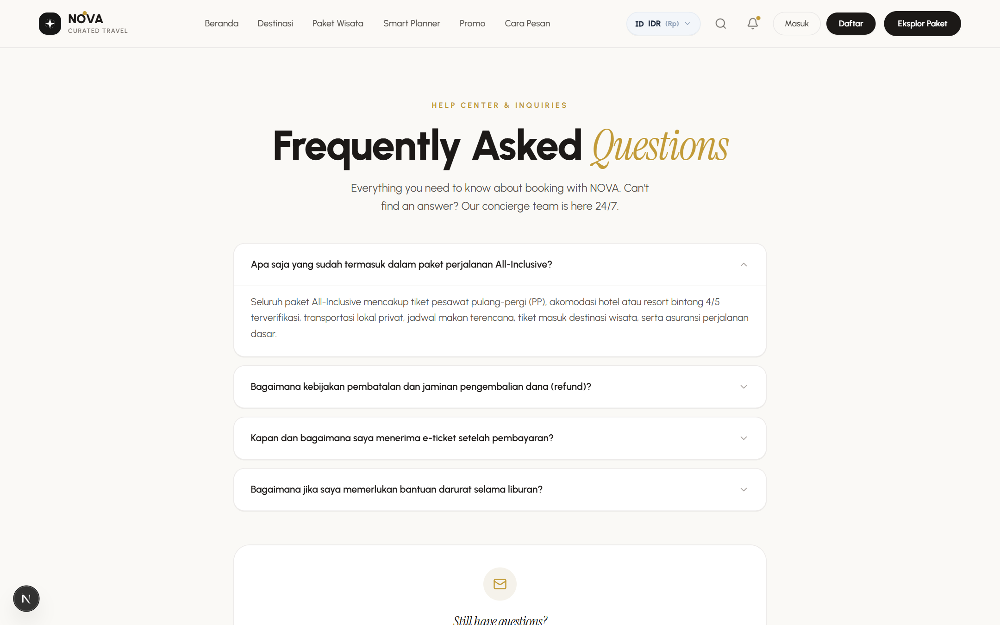 NOVA
CURATED TRAVEL
Beranda
Destinasi
Paket Wisata
Smart Planner
Promo
Cara Pesan
ID IDR (Rp)
Masuk
Daftar
Eksplor Paket
HELP CENTER & INQUIRIES
Frequently Asked Questions
Everything you need to know about booking with NOVA. Can't
find an answer? Our concierge team is here 24/7.
Apa saja yang sudah termasuk dalam paket perjalanan All-Inclusive?
Seluruh paket All-Inclusive mencakup tiket pesawat pulang-pergi (PP), akomodasi hotel atau resort bintang 4/5
terverifikasi, transportasi lokal privat, jadwal makan terencana, tiket masuk destinasi wisata, serta asuransi perjalanan
dasar.
Bagaimana kebijakan pembatalan dan jaminan pengembalian dana (refund)?
Kapan dan bagaimana saya menerima e-ticket setelah pembayaran?
Bagaimana jika saya memerlukan bantuan darurat selama liburan?
Still have questions?
N